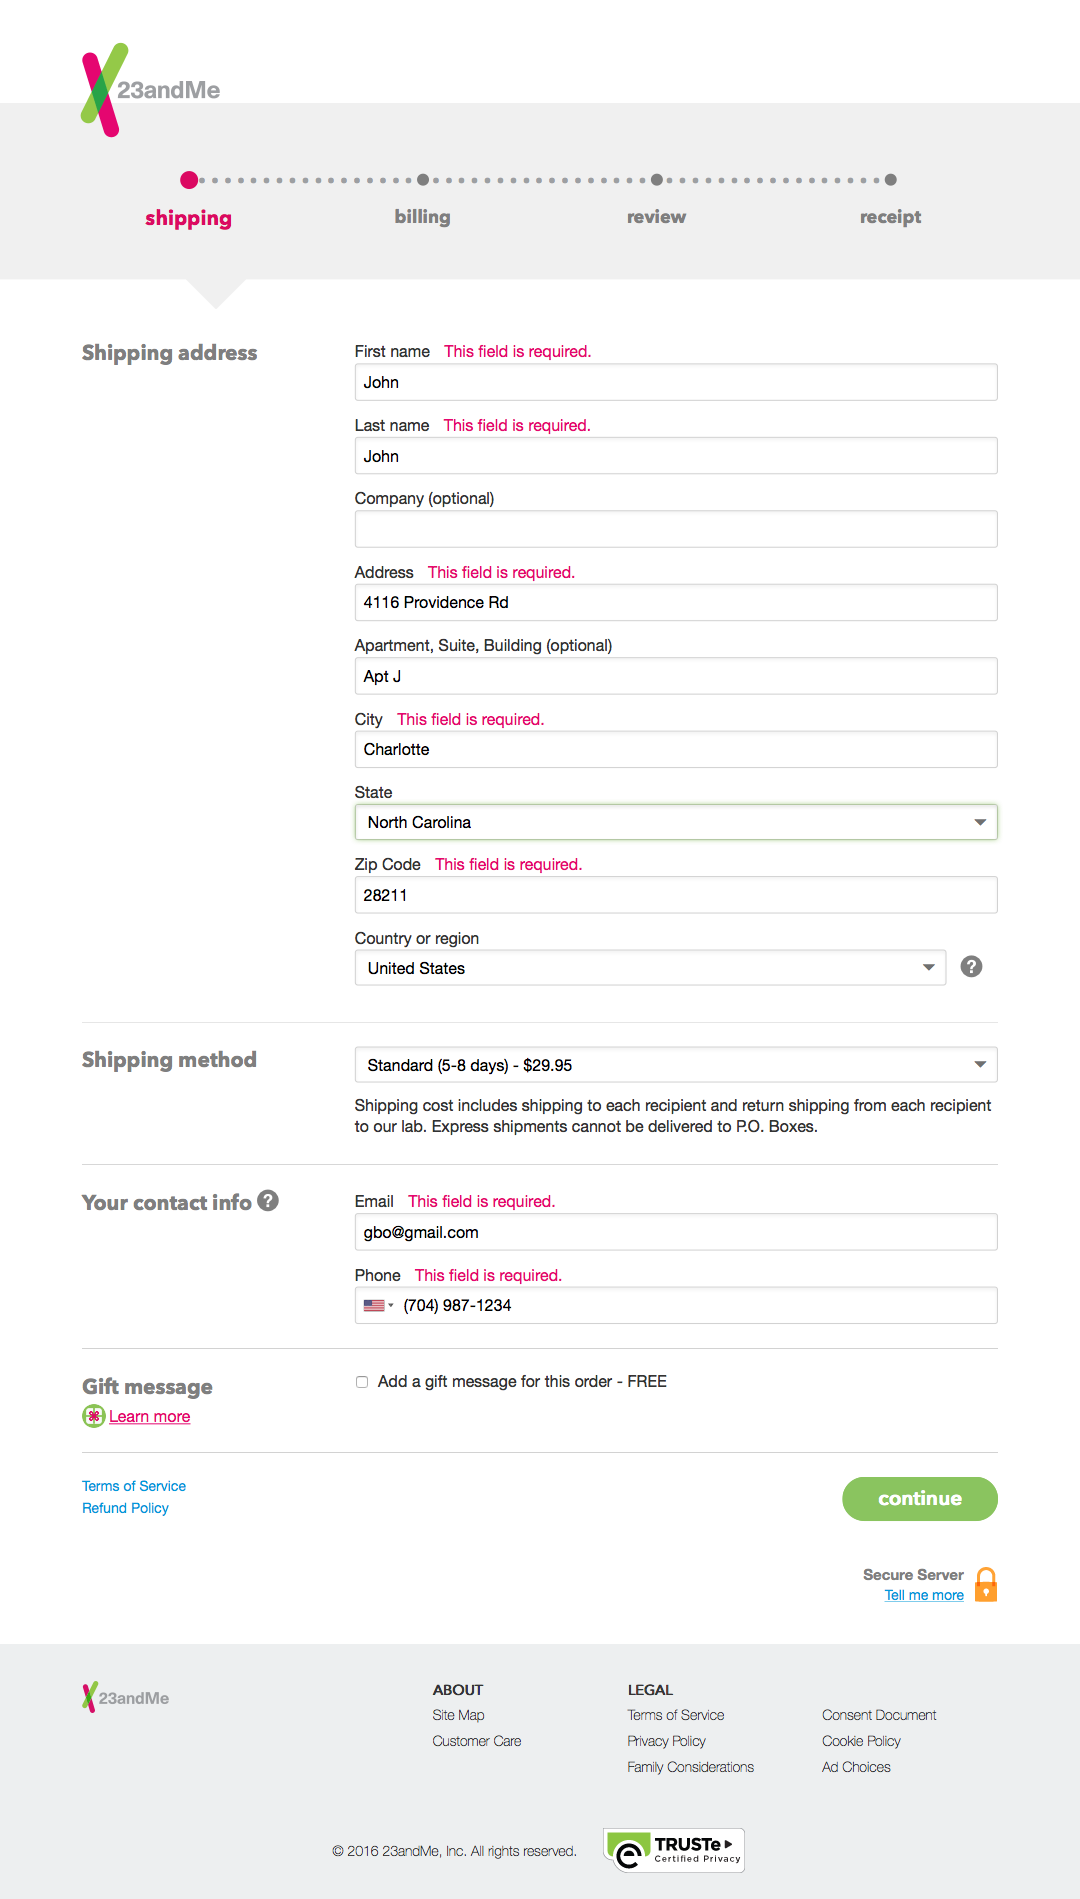 23andMe
shipping
billing
review
receipt
Shipping address
First name This field is required.
John
Last name This field is required.
John
Company (optional)
Address This field is required.
4116 Providence Rd
Apartment, Suite, Building (optional)
Apt J
City This field is required.
Charlotte
State
North Carolina
Zip Code This field is required.
28211
Country or region
United States
?
Shipping method
Standard (5-8 days) - $29.95
Shipping cost includes shipping to each recipient and return shipping from each recipient
to our lab. Express shipments cannot be delivered to P.O. Boxes.
Your contact info ?
Email This field is required.
gbo@gmail.com
Phone This field is required.
(704) 987-1234
Gift message
Learn more
Add a gift message for this order - FREE
Terms of Service
Refund Policy
continue
Secure Server
Tell me more
23andMe
ABOUT
Site Map
Customer Care
LEGAL
Terms of Service
Privacy Policy
Family Considerations
Consent Document
Cookie Policy
Ad Choices
© 2016 23andMe, Inc. All rights reserved.
e
TRUSTe
Certified Privacy